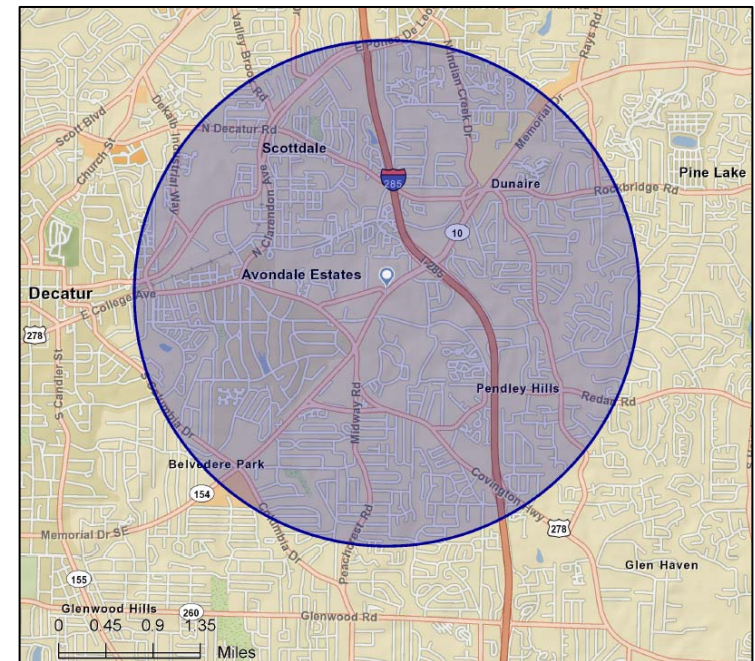 E Ponce De Leo
Valley Brook Rd
N Indian Creek Dr
Rays Rd
Scott Blvd
Church St
Dekalb Industrial Way
N Decatur Rd
Scottdale
Memorial Dr
285
Dunaire
Rockbridge Rd
Pine Lake
N Clarendon Ave
10
I-285
Avondale Estates
Decatur
E College Ave
278
S Candler St
S Columbia Dr
Midway Rd
Pendley Hills
Redan Rd
Belvedere Park
154
Covington Hwy
278
Memorial Dr SE
Columbia Dr
Peachcrest Rd
155
Glen Haven
Glenwood Hills
260
Glenwood Rd
0 0.45 0.9 1.35
Miles